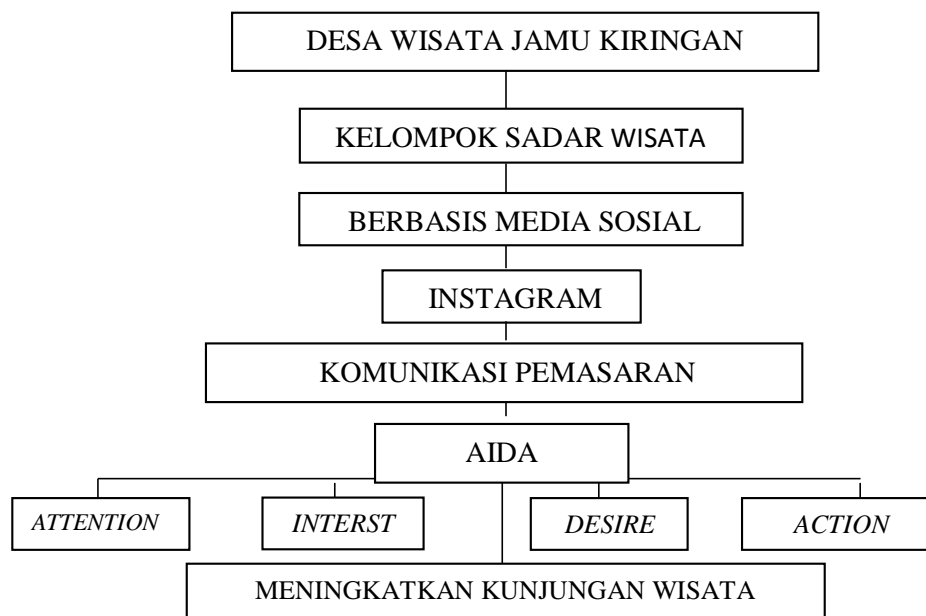 DESA WISATA JAMU KIRINGAN
KELOMPOK SADAR WISATA
BERBASIS MEDIA SOSIAL
INSTAGRAM
KOMUNIKASI PEMASARAN
AIDA
ATTENTION
INTERST
DESIRE
ACTION
MENINGKATKAN KUNJUNGAN WISATA